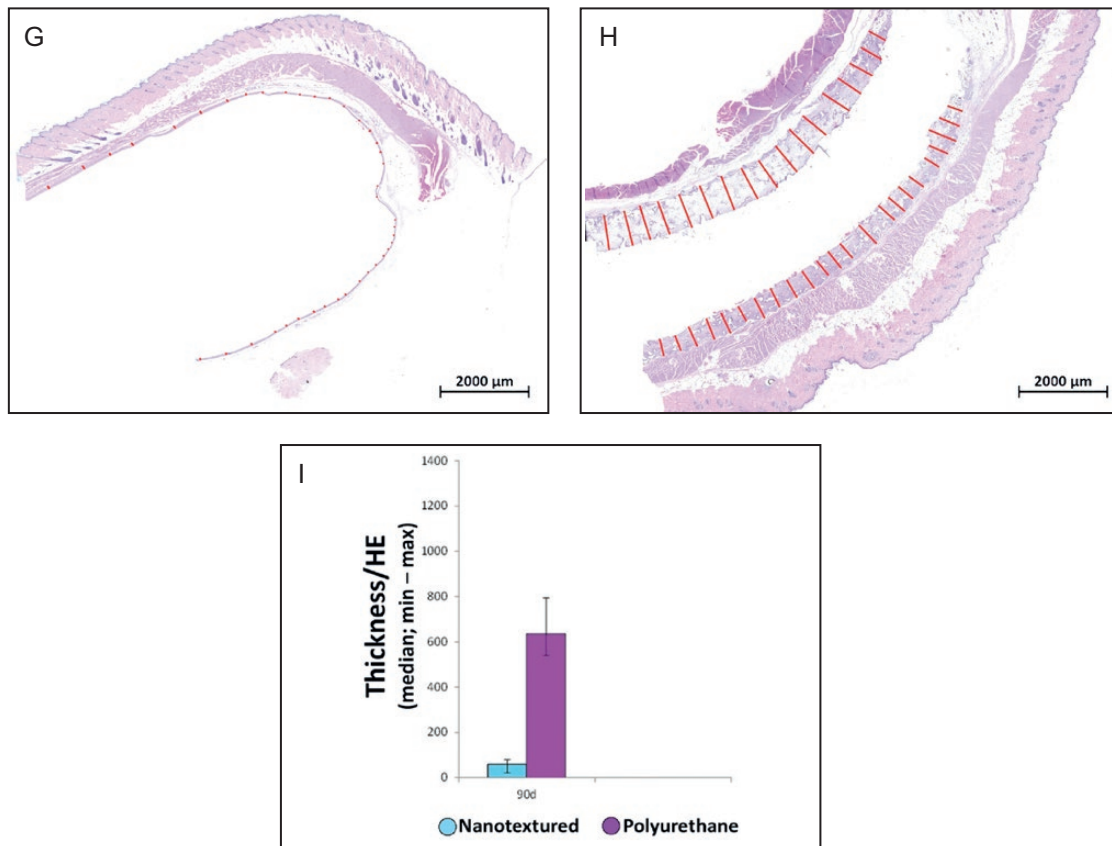 G
2000 µm
H
2000 µm
I
Thickness/HE
(median; min – max)
1400
1200
1000
800
600
400
200
0
90d
Nanotextured Polyurethane